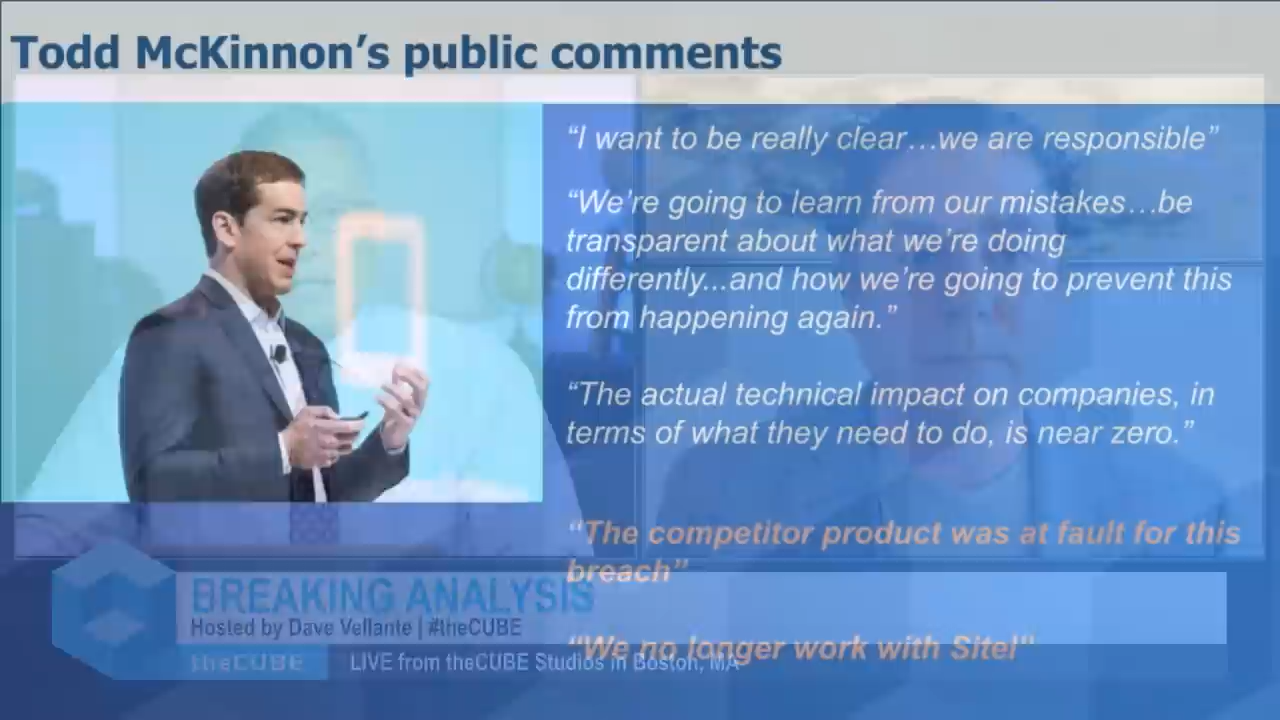 Todd McKinnon’s public comments
“I want to be really clear…we are responsible”
“We’re going to learn from our mistakes…be
transparent about what we’re doing
differently...and how we’re going to prevent this
from happening again.”
“The actual technical impact on companies, in
terms of what they need to do, is near zero.”
“The competitor product was at fault for this
breach”
“We no longer work with Sitel"
BREAKING ANALYSIS
Hosted by Dave Vellante | #theCUBE
theCUBE
LIVE from theCUBE Studios in Boston, MA